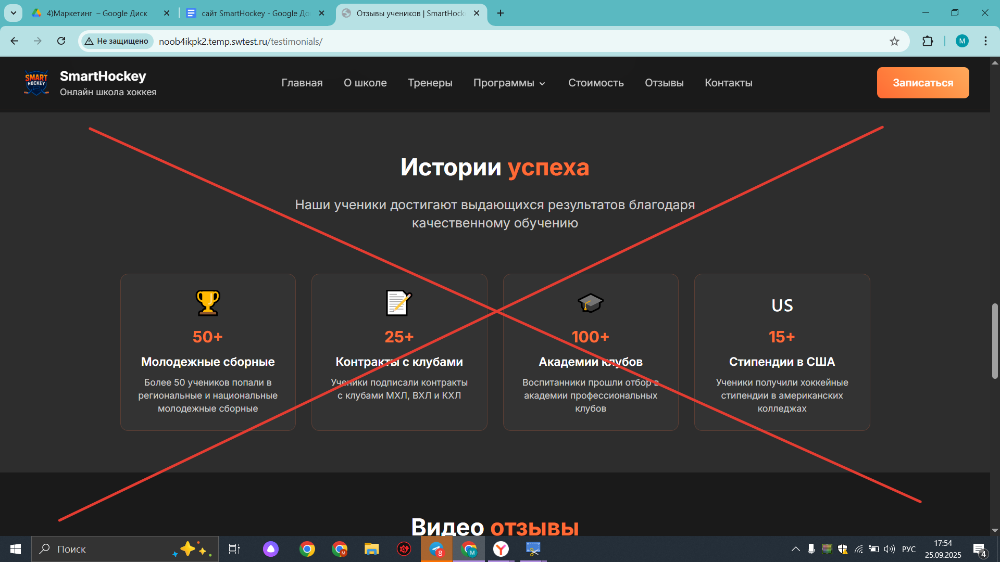 4)Маркетинг – Google Диск
сайт SmartHockey - Google До
Отзывы учеников | SmartHock
Не защищено
noob4ikpk2.temp.swtest.ru/testimonials/
M
SMART
HOCKEY
SmartHockey
Онлайн школа хоккея
Главная
О школе
Тренеры
Программы
Стоимость
Отзывы
Контакты
Записаться
Истории успеха
Наши ученики достигают выдающихся результатов благодаря
качественному обучению
50+
Молодежные сборные
Более 50 учеников попали в
региональные и национальные
молодежные сборные
25+
Контракты с клубами
Ученики подписали контракты
с клубами МХЛ, ВХЛ и КХЛ
100+
Академии клубов
Воспитанники прошли отбор в
академии профессиональных
клубов
US
15+
Стипендии в США
Ученики получили хоккейные
стипендии в американских
колледжах
Видео отзывы
Поиск
M
8
M
РУС
17:54
25.09.2025
4